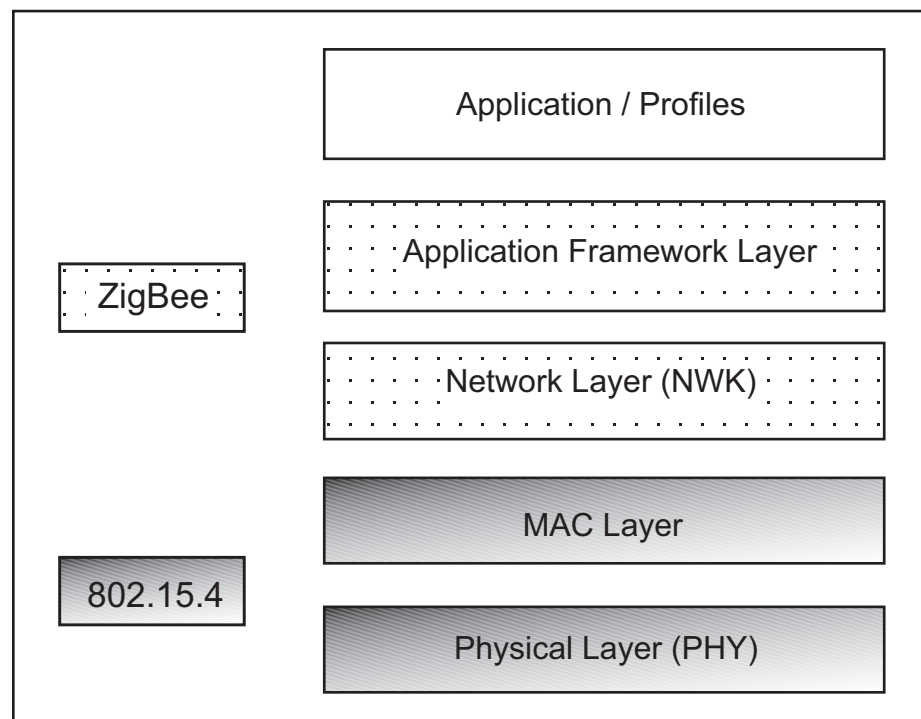 Application / Profiles
Application Framework Layer
ZigBee
Network Layer (NWK)
MAC Layer
802.15.4
Physical Layer (PHY)